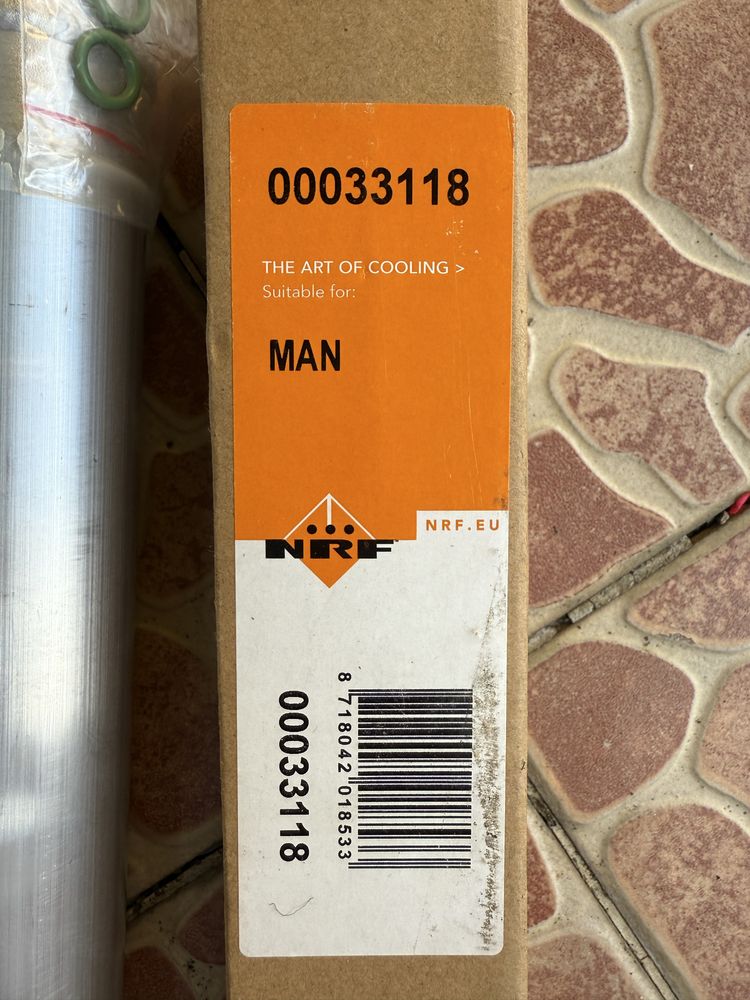 00033118
THE ART OF COOLING >
Suitable for:
MAN
NRF.EU
NRF
00033118
8 718042 018533